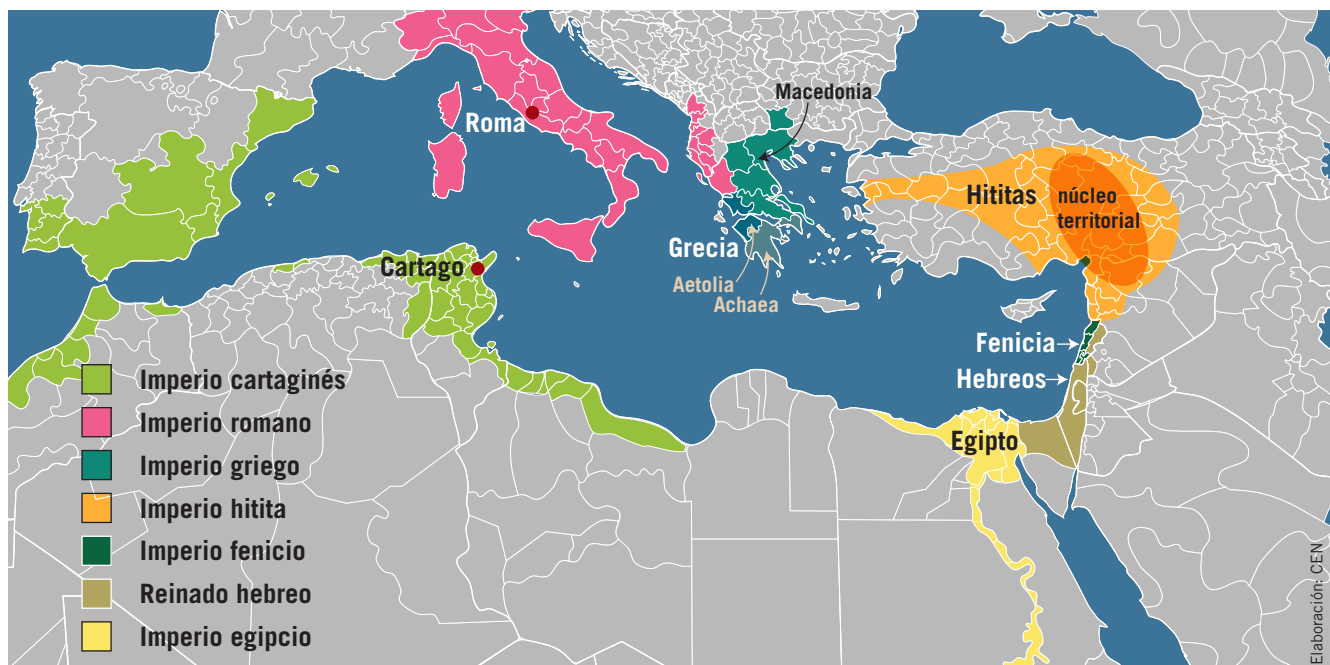 Macedonia
Roma
Hititas
núcleo
territorial
Grecia
Cartago
Aetolia
Achaea
Fenicia
Hebreos
Egipto
Imperio cartaginés
Imperio romano
Imperio griego
Imperio hitita
Imperio fenicio
Reinado hebreo
Imperio egipcio
Elaboración: CEN